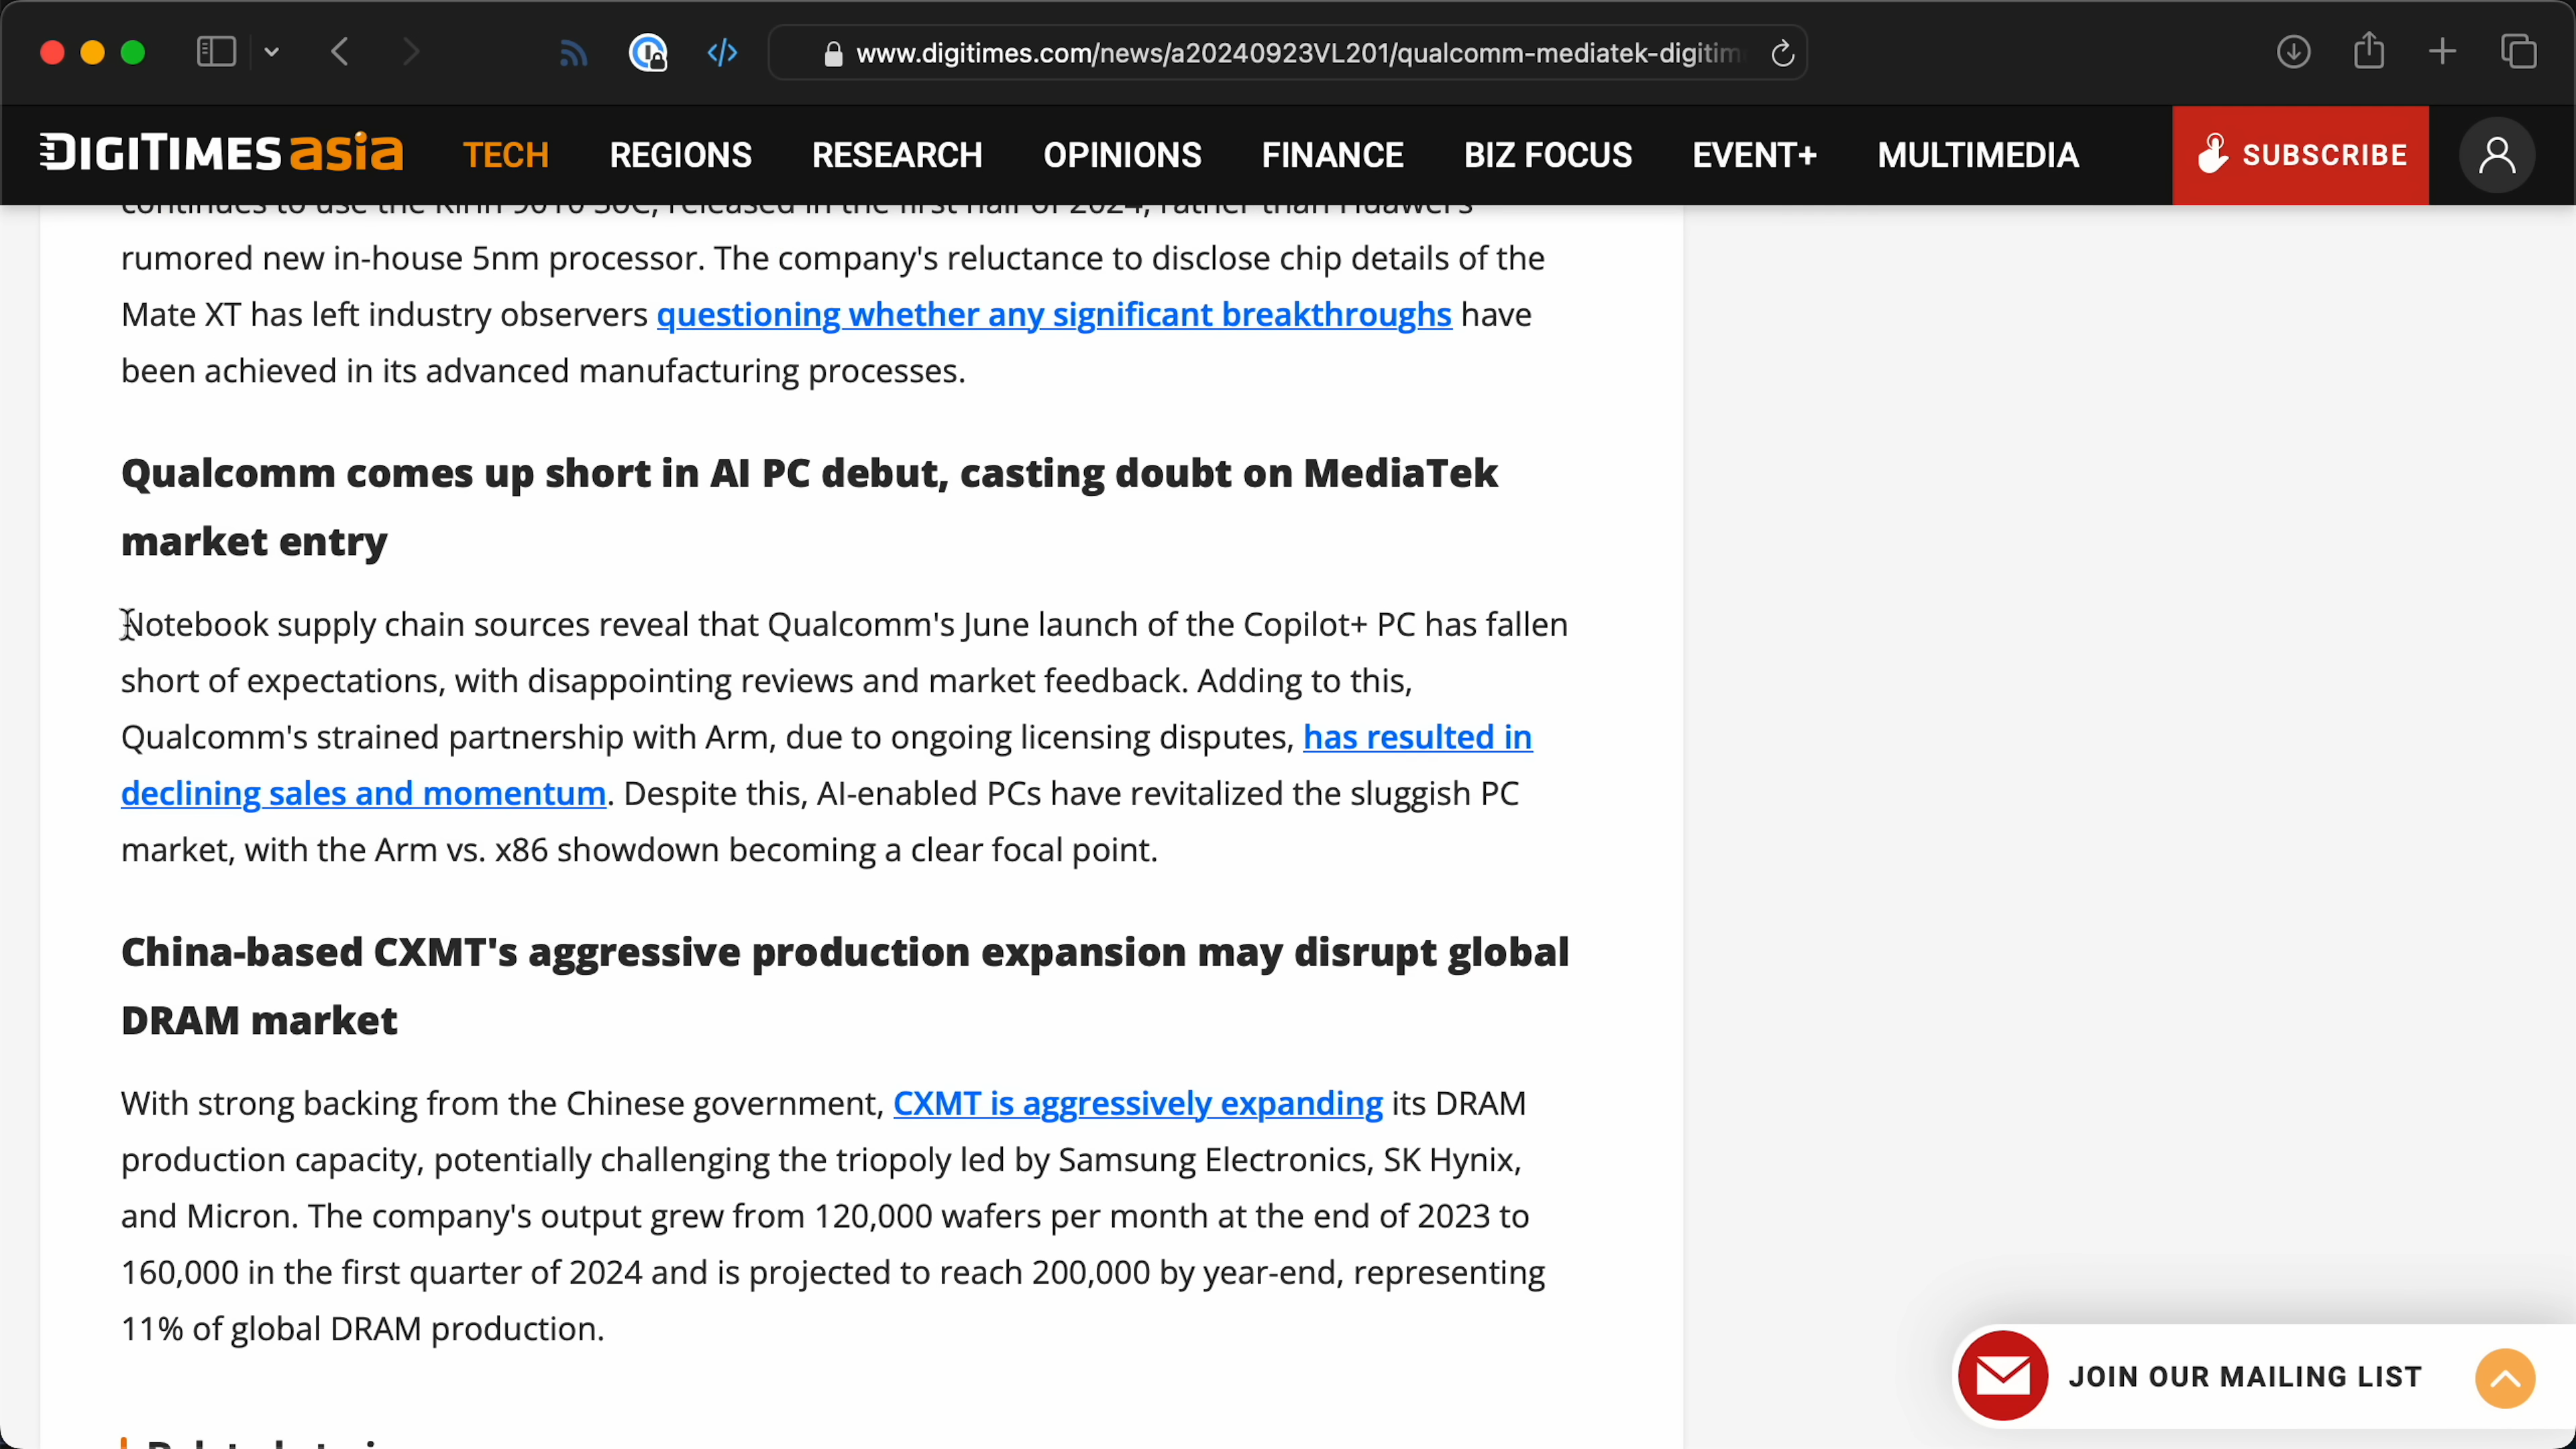 www.digitimes.com/news/a20240923VL201/qualcomm-mediatek-digitim
DIGITIMES asia
TECH
REGIONS
RESEARCH
OPINIONS
FINANCE
BIZ FOCUS
EVENT+
MULTIMEDIA
SUBSCRIBE
continues to use the Kirin 9010 SoC, released in the first half of 2024, rather than Huawei's
rumored new in-house 5nm processor. The company's reluctance to disclose chip details of the
Mate XT has left industry observers questioning whether any significant breakthroughs have
been achieved in its advanced manufacturing processes.
Qualcomm comes up short in AI PC debut, casting doubt on MediaTek
market entry
Notebook supply chain sources reveal that Qualcomm's June launch of the Copilot+ PC has fallen
short of expectations, with disappointing reviews and market feedback. Adding to this,
Qualcomm's strained partnership with Arm, due to ongoing licensing disputes, has resulted in
declining sales and momentum. Despite this, AI-enabled PCs have revitalized the sluggish PC
market, with the Arm vs. x86 showdown becoming a clear focal point.
China-based CXMT's aggressive production expansion may disrupt global
DRAM market
With strong backing from the Chinese government, CXMT is aggressively expanding its DRAM
production capacity, potentially challenging the triopoly led by Samsung Electronics, SK Hynix,
and Micron. The company's output grew from 120,000 wafers per month at the end of 2023 to
160,000 in the first quarter of 2024 and is projected to reach 200,000 by year-end, representing
11% of global DRAM production.
JOIN OUR MAILING LIST